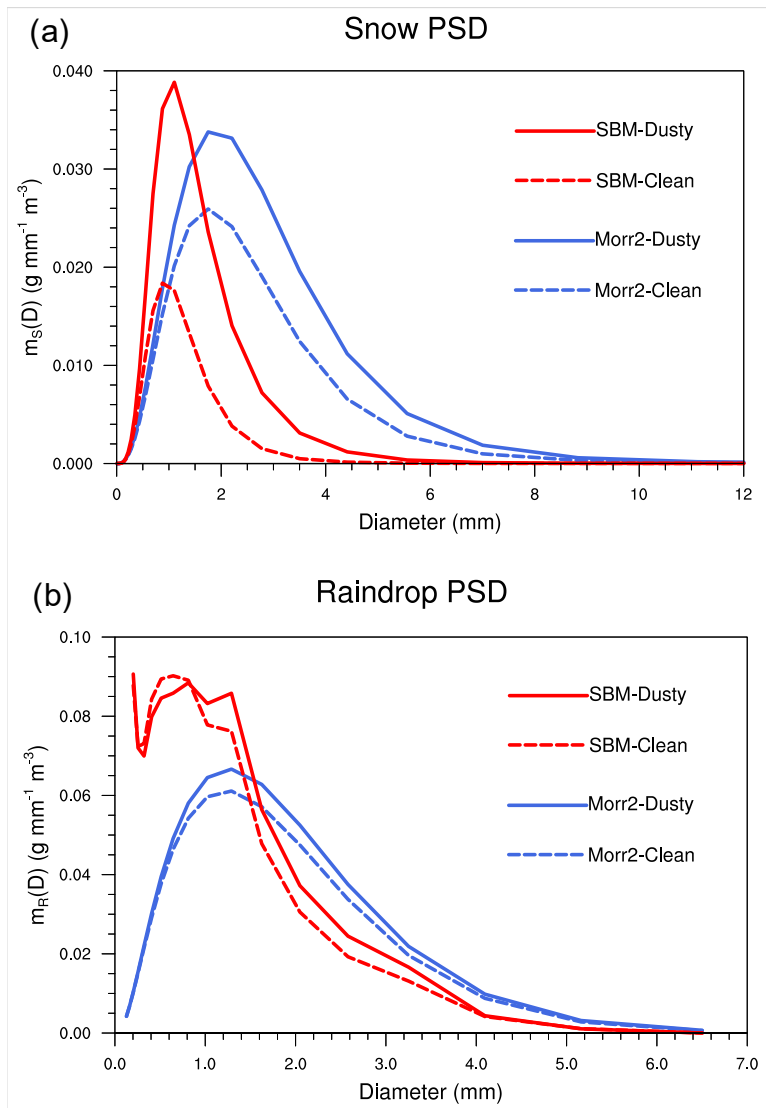 (a)
Snow PSD
0.040
0.030
0.020
0.010
0.000
m_S(D) (g mm⁻¹ m⁻³)
SBM-Dusty
SBM-Clean
Morr2-Dusty
Morr2-Clean
0 2 4 6 8 10 12
Diameter (mm)
(b)
Raindrop PSD
0.10
0.08
0.06
0.04
0.02
0.00
m_R(D) (g mm⁻¹ m⁻³)
SBM-Dusty
SBM-Clean
Morr2-Dusty
Morr2-Clean
0.0 1.0 2.0 3.0 4.0 5.0 6.0 7.0
Diameter (mm)